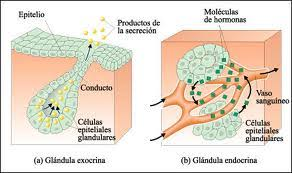 Epitelio
Productos de
la secreción
Conducto
Células
epiteliales
glandulares
(a) Glándula exocrina
Moléculas
de hormonas
Vaso
sanguíneo
Células epiteliales
glandulares
(b) Glándula endocrina